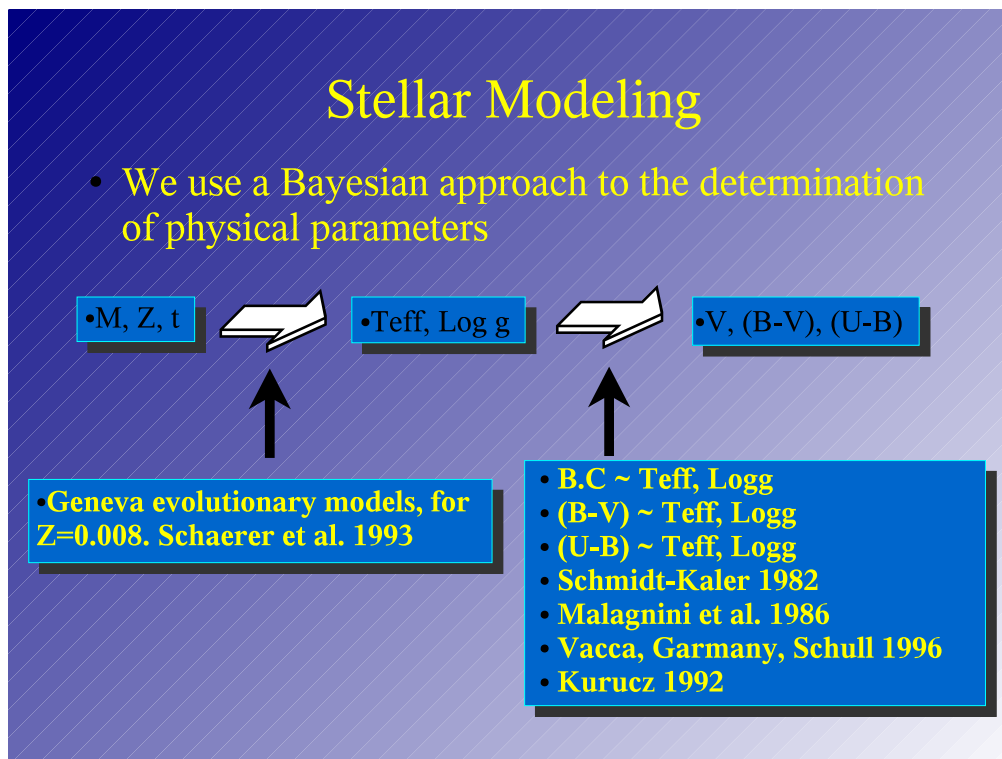 Stellar Modeling
• We use a Bayesian approach to the determination
of physical parameters
•M, Z, t
•Teff, Log g
•V, (B-V), (U-B)
•Geneva evolutionary models, for
Z=0.008. Schaerer et al. 1993
• B.C ~ Teff, Logg
• (B-V) ~ Teff, Logg
• (U-B) ~ Teff, Logg
• Schmidt-Kaler 1982
• Malagnini et al. 1986
• Vacca, Garmany, Schull 1996
• Kurucz 1992